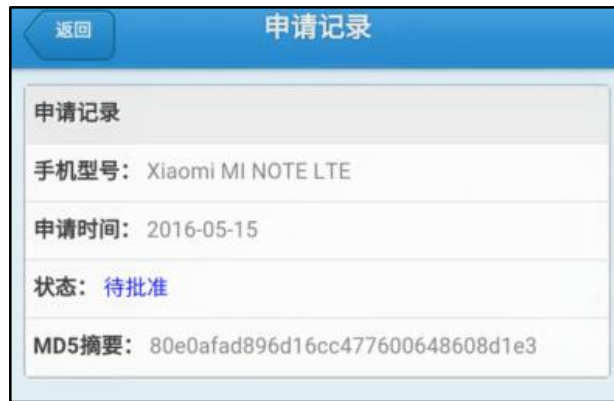 返回
申请记录
申请记录
手机型号： Xiaomi MI NOTE LTE
申请时间： 2016-05-15
状态： 待批准
MD5摘要： 80e0afad896d16cc477600648608d1e3